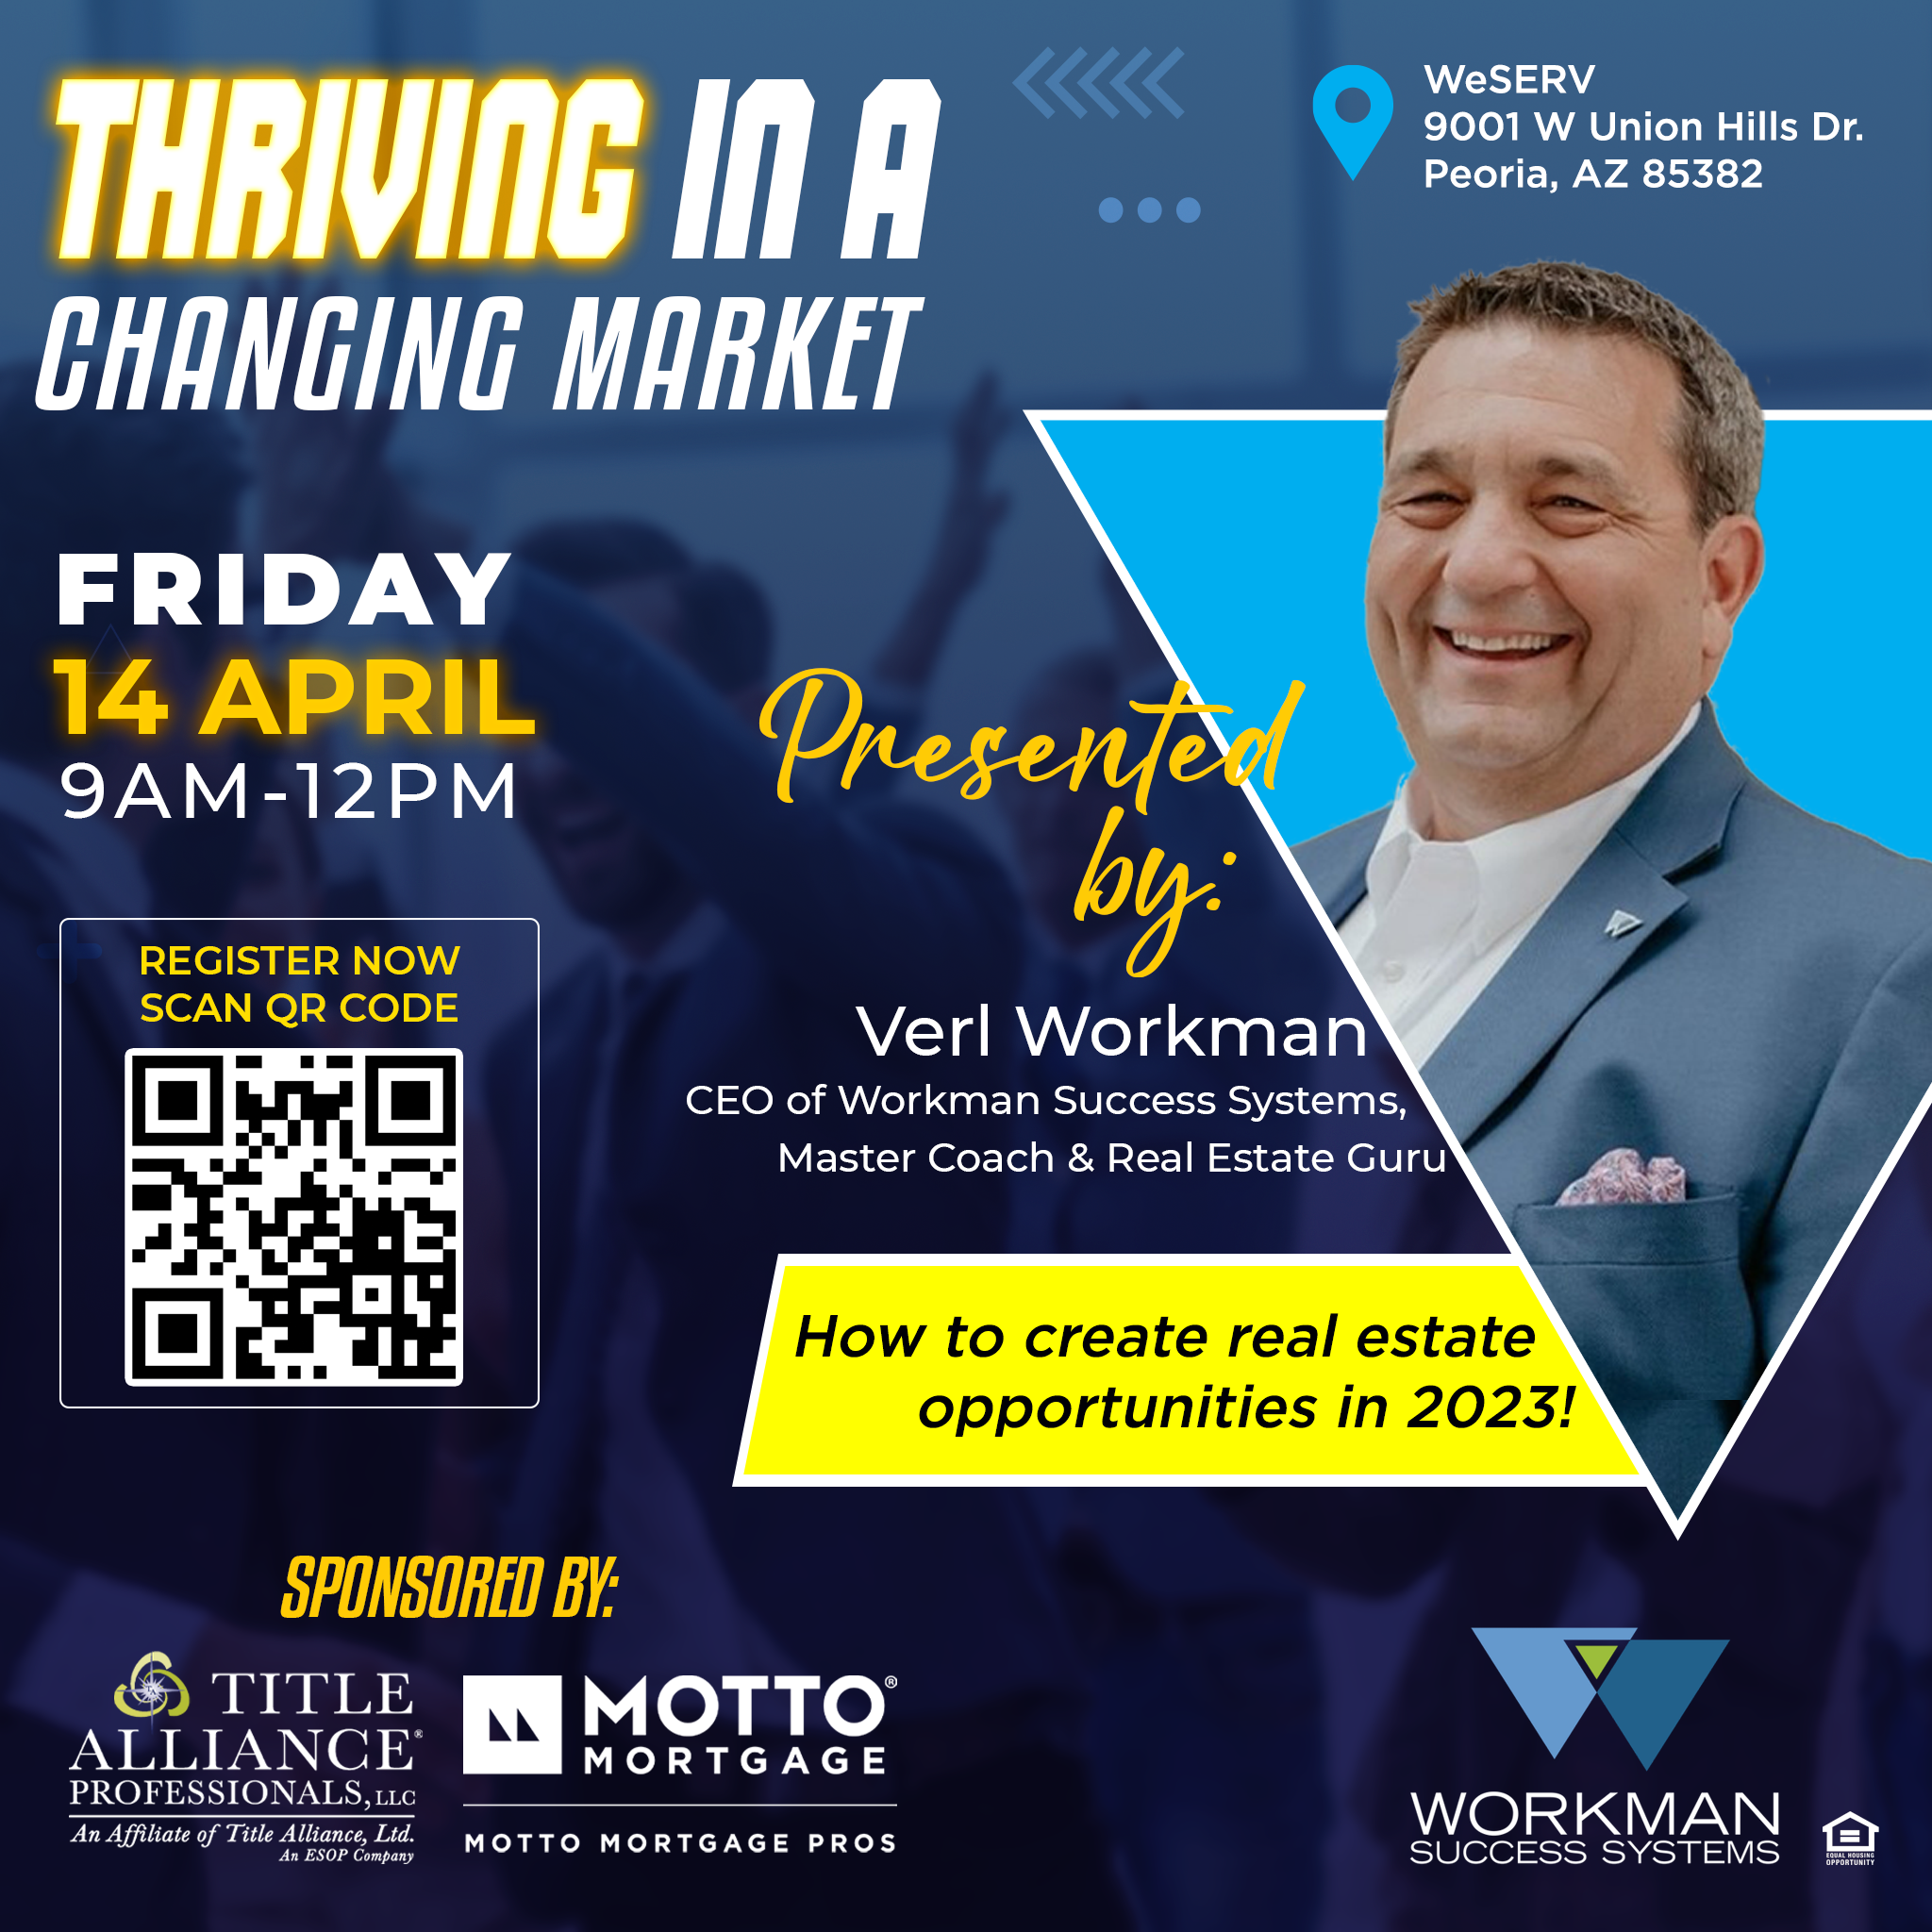 THRIVING IN A
CHANGING MARKET
WeSERV
9001 W Union Hills Dr.
Peoria, AZ 85382
FRIDAY
14 APRIL
9AM-12PM
REGISTER NOW
SCAN QR CODE
Presented
by:
Verl Workman
CEO of Workman Success Systems,
Master Coach & Real Estate Guru
How to create real estate
opportunities in 2023!
SPONSORED BY:
TITLE
ALLIANCE®
PROFESSIONALS, LLC
An Affiliate of Title Alliance, Ltd.
An ESOP Company
MOTTO®
MORTGAGE
MOTTO MORTGAGE PROS
WORKMAN
SUCCESS SYSTEMS
EQUAL HOUSING
OPPORTUNITY